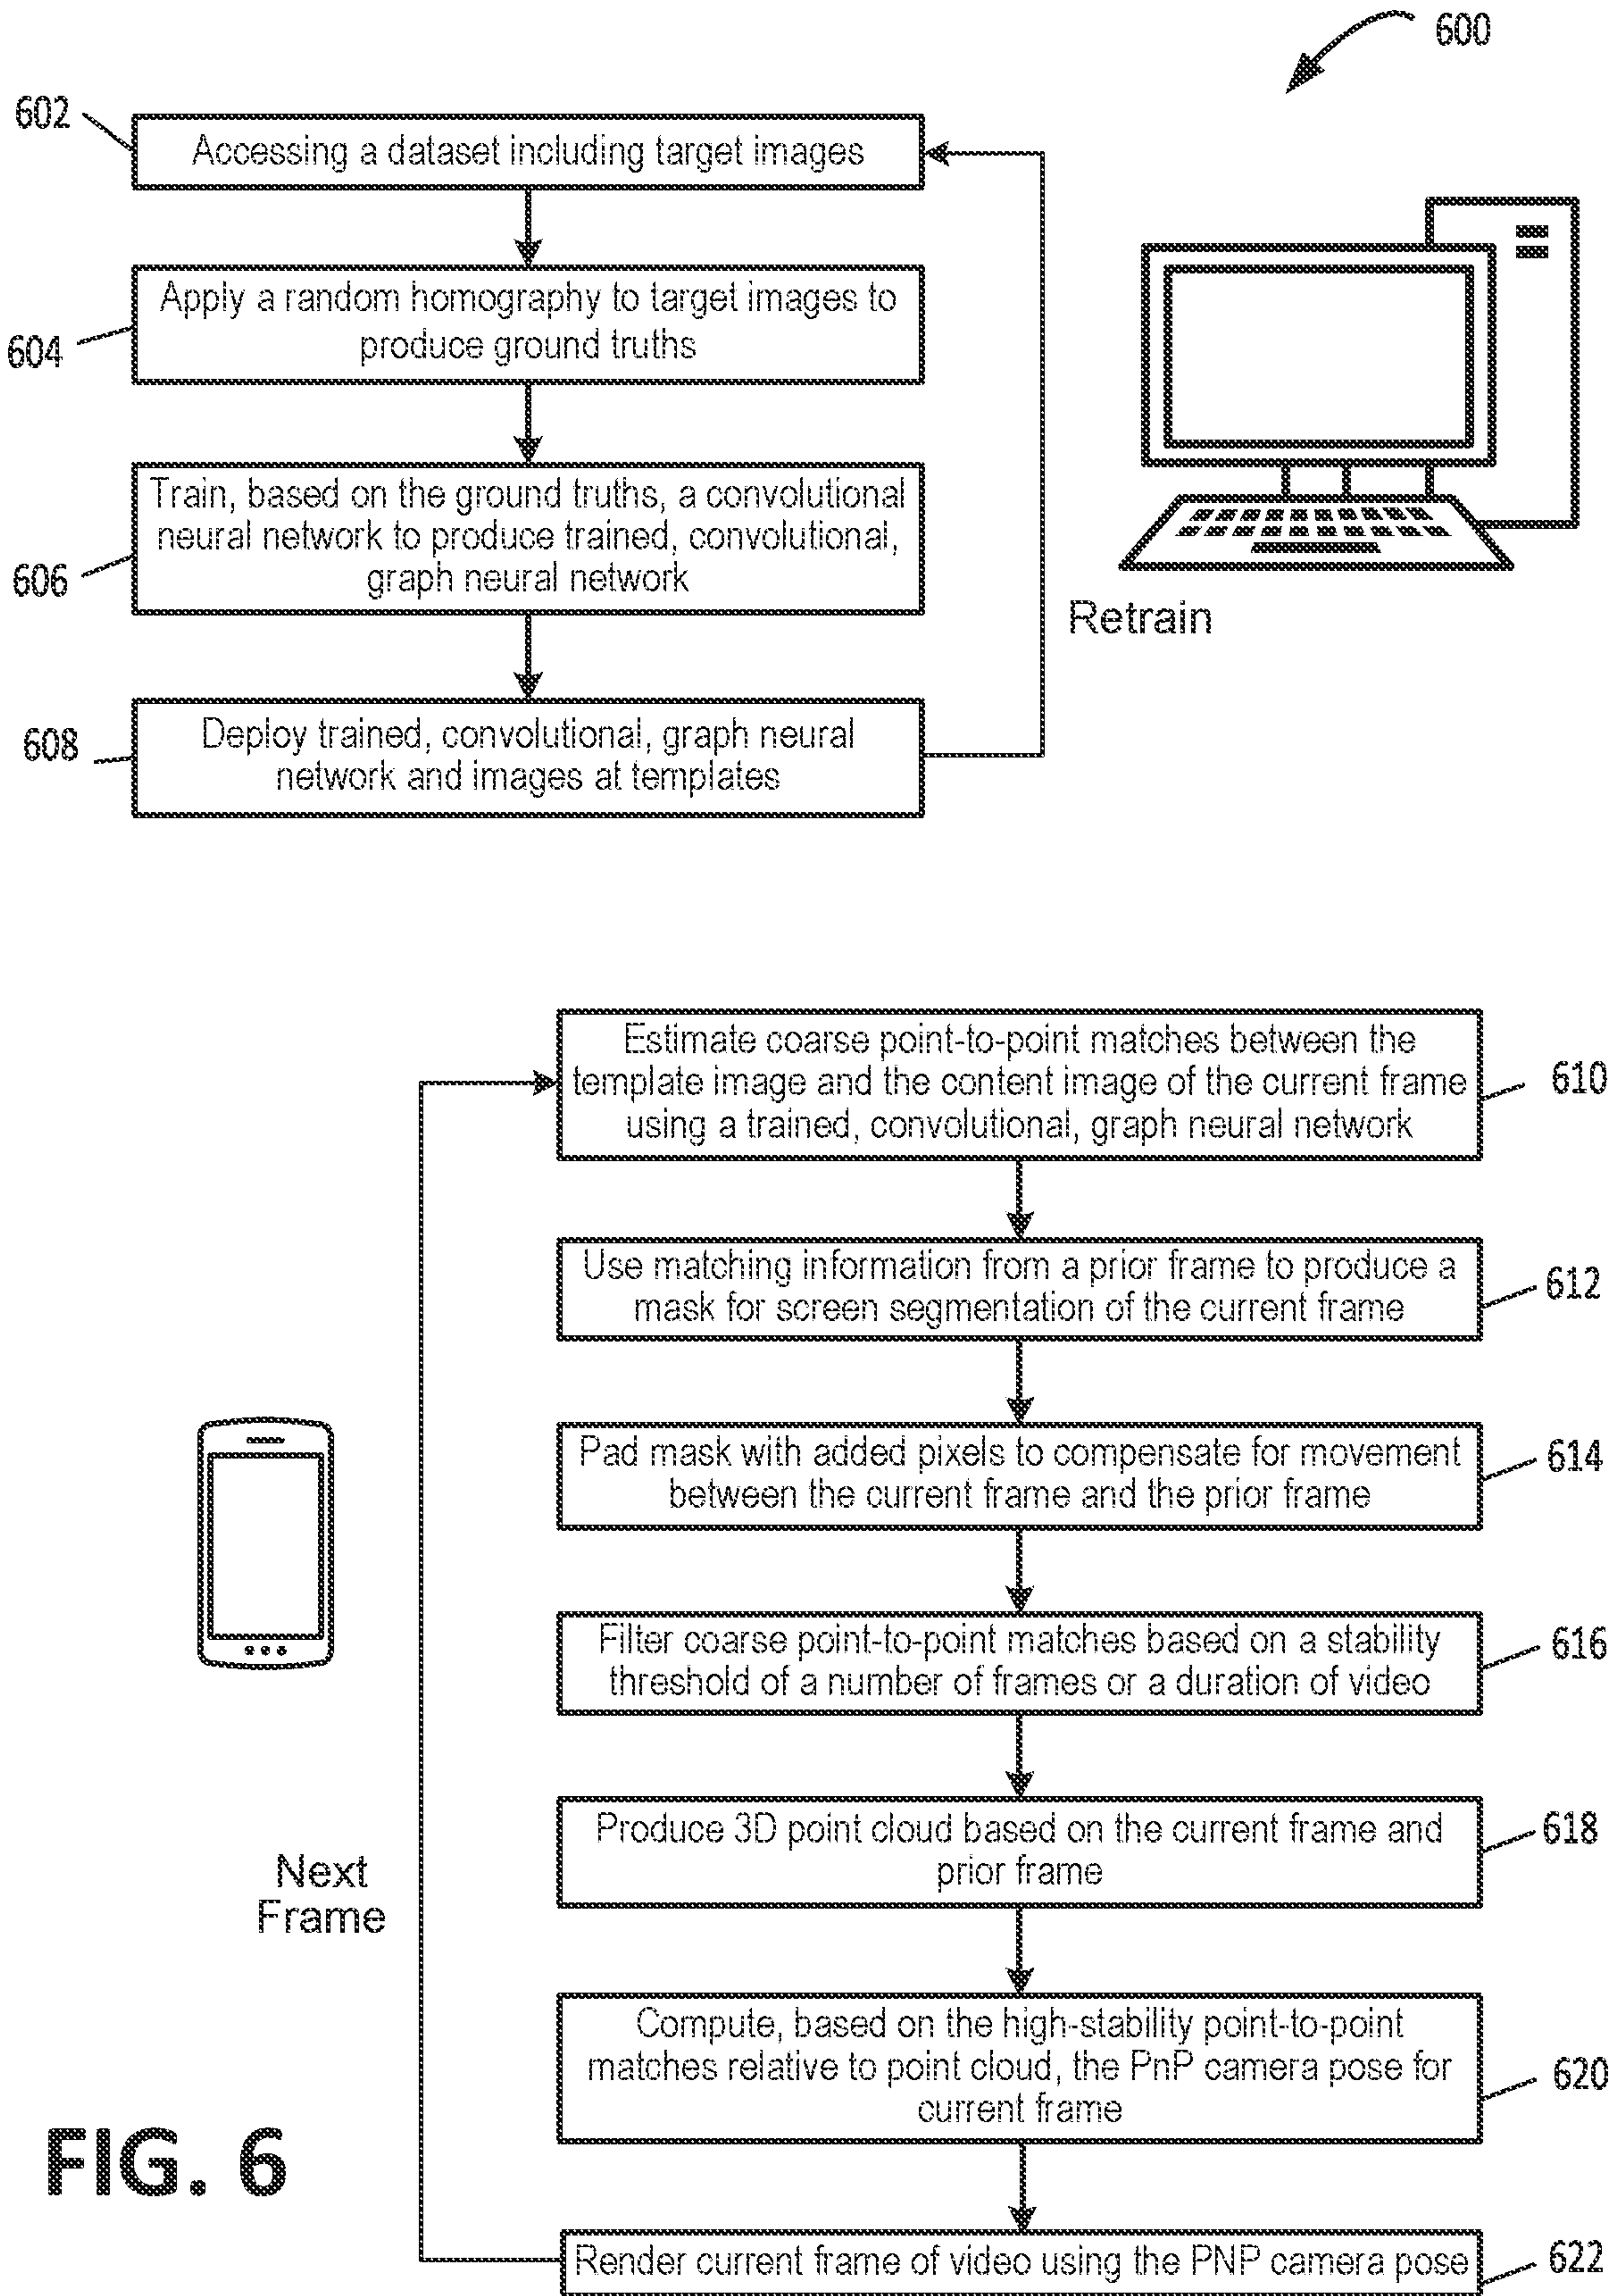 600
602
Accessing a dataset including target images
604
Apply a random homography to target images to
produce ground truths
606
Train, based on the ground truths, a convolutional
neural network to produce trained, convolutional,
graph neural network
Retrain
608
Deploy trained, convolutional, graph neural
network and images at templates
Estimate coarse point-to-point matches between the
template image and the content image of the current frame
using a trained, convolutional, graph neural network
610
Use matching information from a prior frame to produce a
mask for screen segmentation of the current frame
612
Pad mask with added pixels to compensate for movement
between the current frame and the prior frame
614
Filter coarse point-to-point matches based on a stability
threshold of a number of frames or a duration of video
616
Produce 3D point cloud based on the current frame and
prior frame
618
Next
Frame
Compute, based on the high-stability point-to-point
matches relative to point cloud, the PnP camera pose for
current frame
620
FIG. 6
Render current frame of video using the PNP camera pose
622